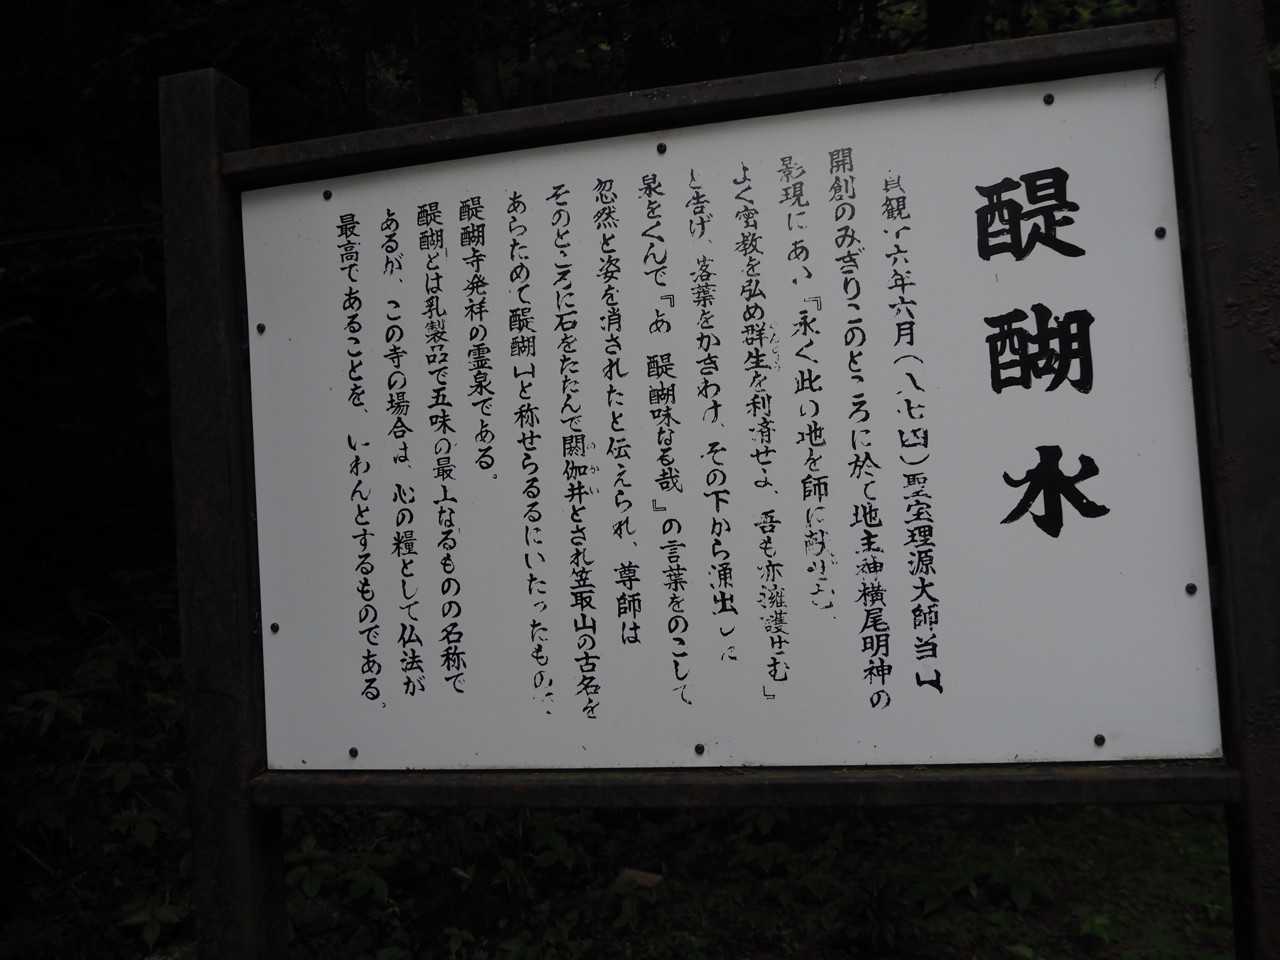 醍醐水
貞観十六年六月(八七四)聖宝理源大師当山
開創のみぎりこのところに於て地主神横尾明神の
影現にあい『永く此の地を師に献ぜむ
よく密教を弘め群生を利済せよ、吾も亦擁護せむ』
と告げ、落葉をかきわけ、その下から湧出した
泉をくんで『あゝ醍醐味なる哉』の言葉をのこして
忽然と姿を消されたと伝えられ、尊師は
そのところに石をたたんで閼伽井とされ笠取山の古名を
あらためて醍醐山と称せらるるにいたったもので、
醍醐寺発祥の霊泉である。
醍醐とは乳製品で五味の最上なるものの名称で
あるが、この寺の場合は、心の糧として仏法が
最高であることを、いわんとするものである。